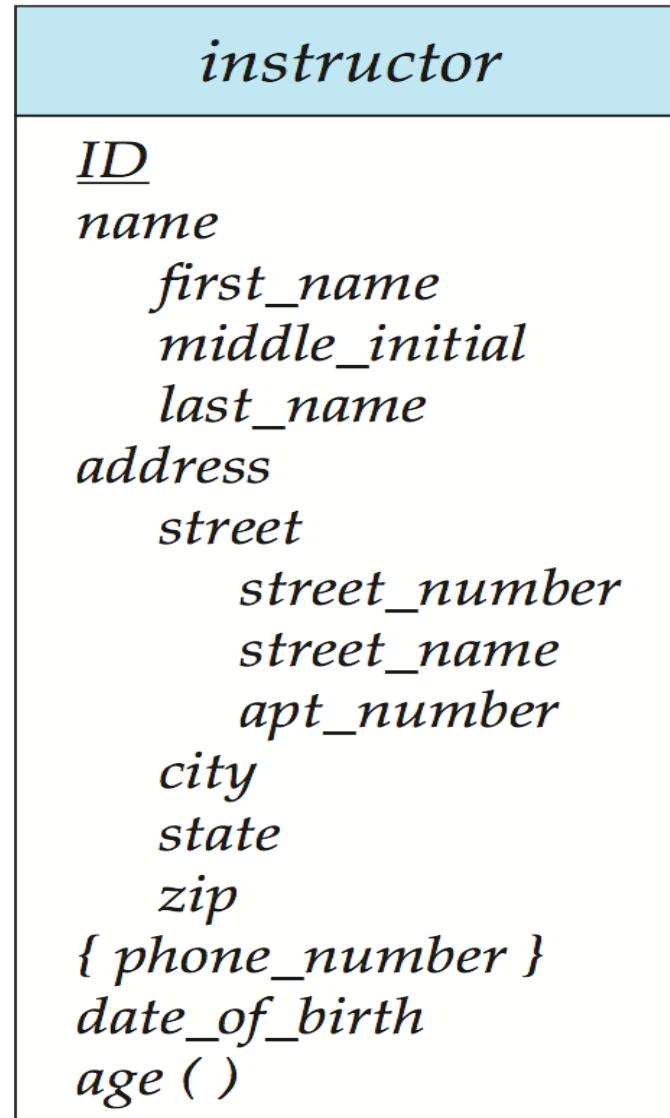 instructor
ID
name
first_name
middle_initial
last_name
address
street
street_number
street_name
apt_number
city
state
zip
{ phone_number }
date_of_birth
age ( )